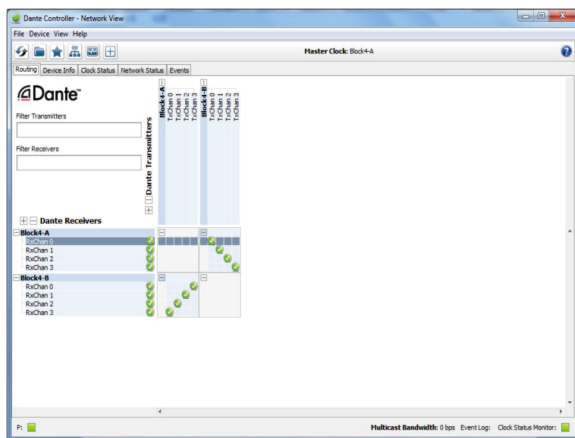 Dante Controller - Network View
File Device View Help
Master Clock: Block4-A
Routing Device Info Clock Status Network Status Events
Dante™
Filter Transmitters
Filter Receivers
Dante Transmitters
Block4-A
TxChan 0
TxChan 1
TxChan 2
TxChan 3
Block4-B
TxChan 0
TxChan 1
TxChan 2
TxChan 3
Dante Receivers
Block4-A
RxChan 0
RxChan 1
RxChan 2
RxChan 3
Block4-B
RxChan 0
RxChan 1
RxChan 2
RxChan 3
P: Multicast Bandwidth: 0 bps Event Log: Clock Status Monitor: